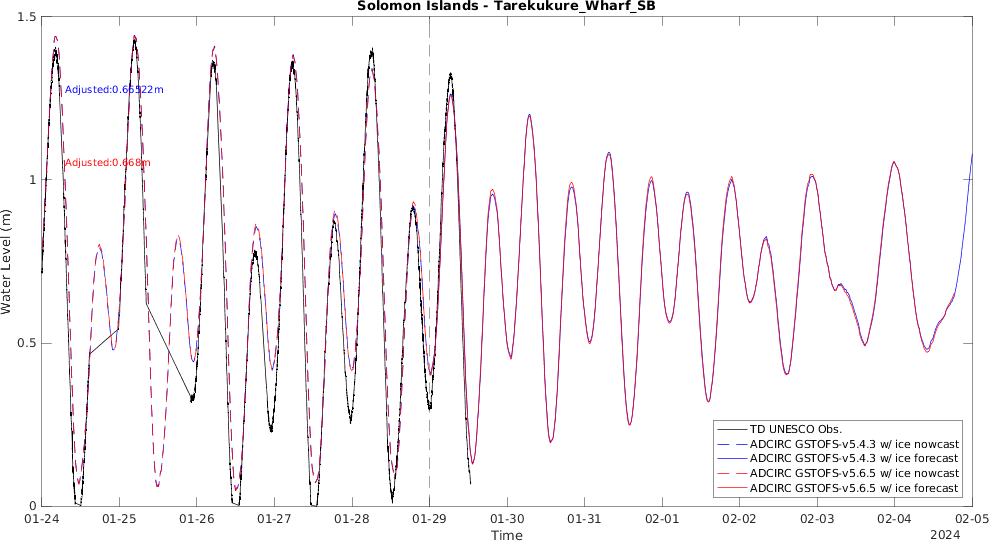 Solomon Islands - Tarekukure_Wharf_SB
1.5
1
0.5
0
Water Level (m)
Adjusted:0.65522m
Adjusted:0.668m
TD UNESCO Obs.
ADCIRC GSTOFS-v5.4.3 w/ ice nowcast
ADCIRC GSTOFS-v5.4.3 w/ ice forecast
ADCIRC GSTOFS-v5.6.5 w/ ice nowcast
ADCIRC GSTOFS-v5.6.5 w/ ice forecast
01-24 01-25 01-26 01-27 01-28 01-29 01-30 01-31 02-01 02-02 02-03 02-04 02-05
Time
2024